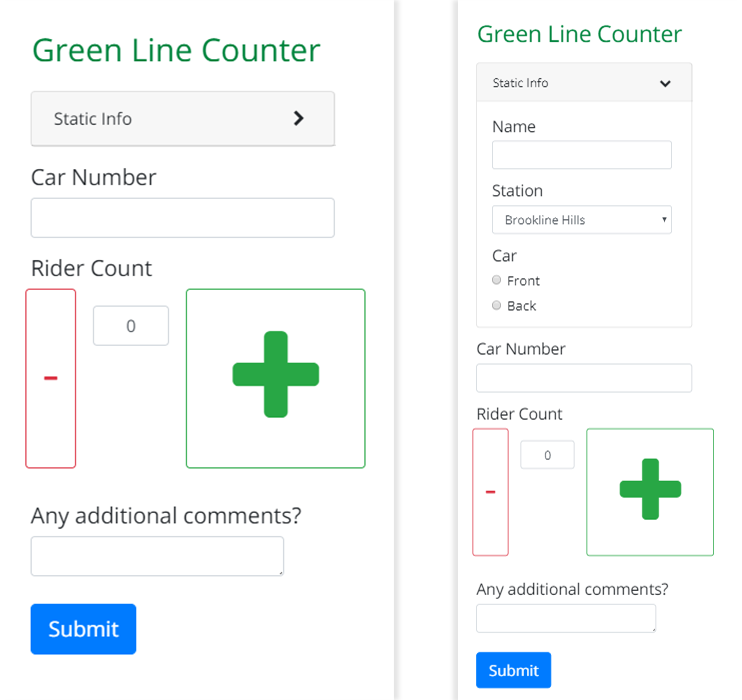 Green Line Counter
Static Info
Car Number
Rider Count
-
0
Any additional comments?
Submit
Green Line Counter
Static Info
Name
Station
Brookline Hills
Car
Front
Back
Car Number
Rider Count
-
0
Any additional comments?
Submit